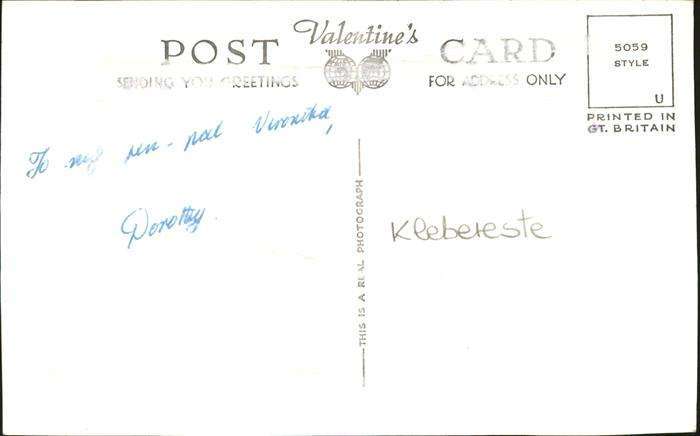 Valentine's
POST CARD
SENDING YOU GREETINGS
FOR ADDRESS ONLY
5059
STYLE
U
PRINTED IN
GT. BRITAIN
To my pen-pal Veronika,
Dorothy.
THIS IS A REAL PHOTOGRAPH
Klebereste